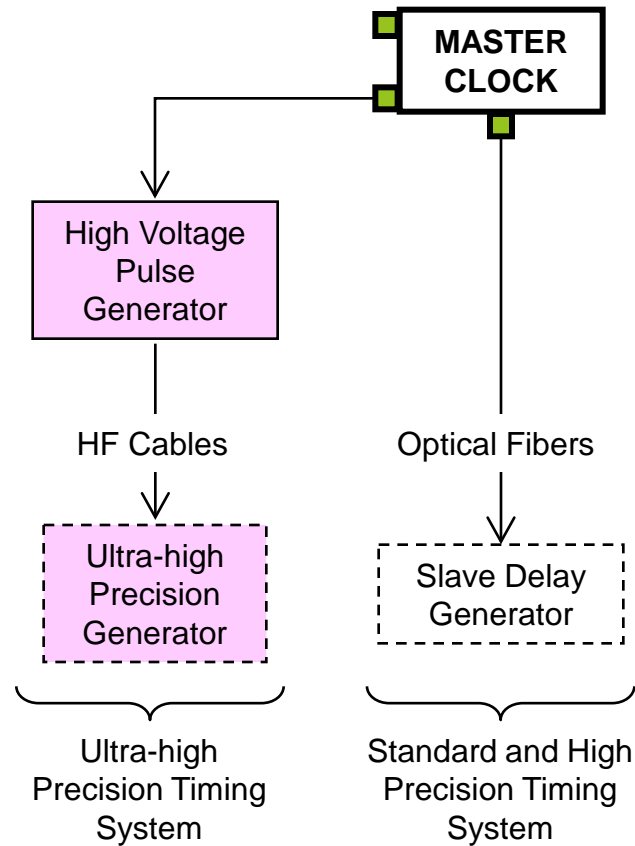 MASTER
CLOCK
High Voltage
Pulse
Generator
HF Cables
Optical Fibers
Ultra-high
Precision
Generator
Slave Delay
Generator
Ultra-high
Precision Timing
System
Standard and High
Precision Timing
System